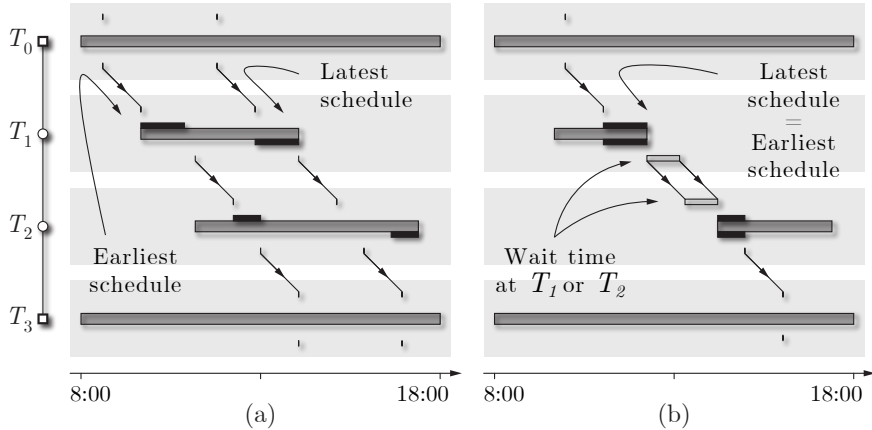 T0
T1
T2
T3
Latest
schedule
Earliest
schedule
8:00
18:00
(a)
Latest
schedule
=
Earliest
schedule
Wait time
at T1 or T2
8:00
18:00
(b)